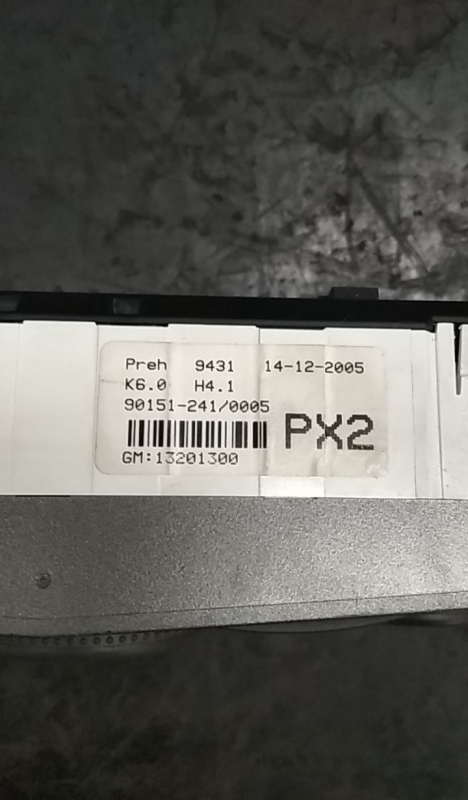 Preh 9431 14-12-2005
K6.0 H4.1
90151-241/0005
PX2
GM:13201300